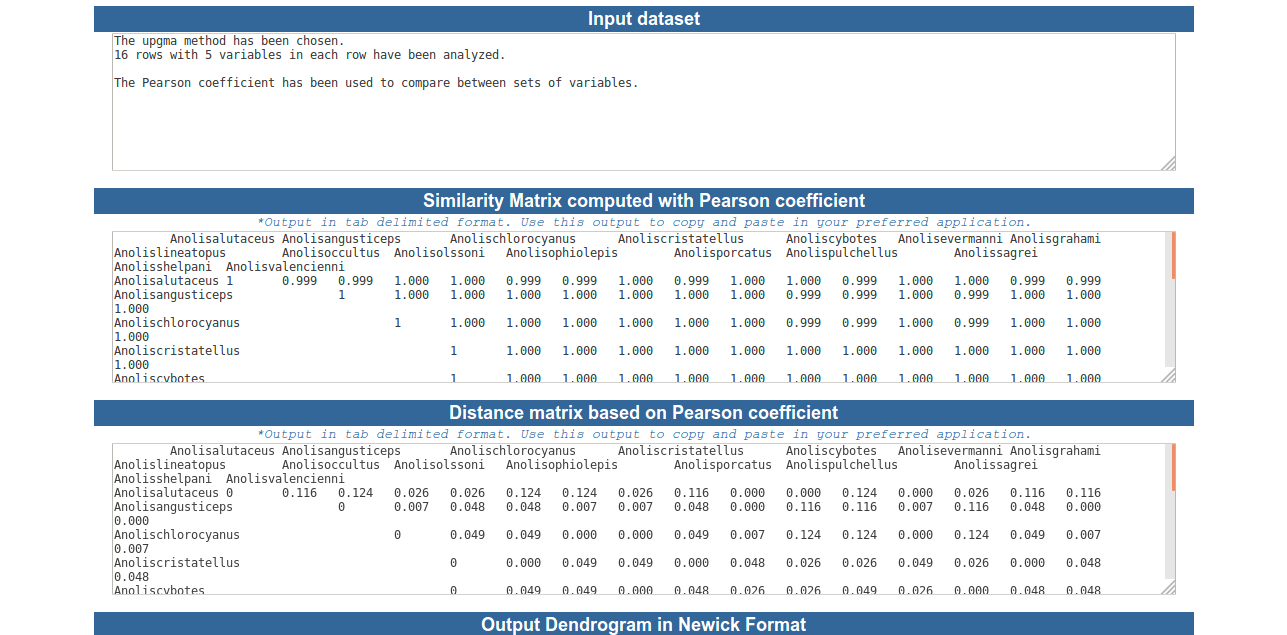 Input dataset
The upgma method has been chosen.
16 rows with 5 variables in each row have been analyzed.
The Pearson coefficient has been used to compare between sets of variables.
Similarity Matrix computed with Pearson coefficient
*Output in tab delimited format. Use this output to copy and paste in your preferred application.
Anolisalutaceus Anolisangusticeps Anolischlorocyanus Anoliscristatellus Anoliscybotes Anolisevermanni Anolisgrahami
Anolislineatopus Anolisoccultus Anolisolssoni Anolisophiolepis Anolisporcatus Anolispulchellus Anolissagrei
Anolisshelpani Anolisvalencienni
Anolisalutaceus 1 0.999 0.999 1.000 1.000 0.999 0.999 1.000 0.999 1.000 1.000 0.999 1.000 1.000 0.999 0.999
Anolisangusticeps 1 1.000 1.000 1.000 1.000 1.000 1.000 1.000 0.999 0.999 1.000 0.999 1.000 1.000
1.000
Anolischlorocyanus 1 1.000 1.000 1.000 1.000 1.000 1.000 0.999 0.999 1.000 0.999 1.000 1.000
1.000
Anoliscristatellus 1 1.000 1.000 1.000 1.000 1.000 1.000 1.000 1.000 1.000 1.000 1.000
1.000
Anoliscybotes 1 1.000 1.000 1.000 1.000 1.000 1.000 1.000 1.000 1.000 1.000 1.000
Distance matrix based on Pearson coefficient
*Output in tab delimited format. Use this output to copy and paste in your preferred application.
Anolisalutaceus Anolisangusticeps Anolischlorocyanus Anoliscristatellus Anoliscybotes Anolisevermanni Anolisgrahami
Anolislineatopus Anolisoccultus Anolisolssoni Anolisophiolepis Anolisporcatus Anolispulchellus Anolissagrei
Anolisshelpani Anolisvalencienni
Anolisalutaceus 0 0.116 0.124 0.026 0.026 0.124 0.124 0.026 0.116 0.000 0.000 0.124 0.000 0.026 0.116 0.116
Anolisangusticeps 0 0.007 0.048 0.048 0.007 0.007 0.048 0.000 0.116 0.116 0.007 0.116 0.048 0.000
0.000
Anolischlorocyanus 0 0.049 0.049 0.000 0.000 0.049 0.007 0.124 0.124 0.000 0.124 0.049 0.007
0.007
Anoliscristatellus 0 0.000 0.049 0.049 0.000 0.048 0.026 0.026 0.049 0.026 0.000 0.048
0.048
Anoliscybotes 0 0.049 0.049 0.000 0.048 0.026 0.026 0.049 0.026 0.000 0.048 0.048
Output Dendrogram in Newick Format